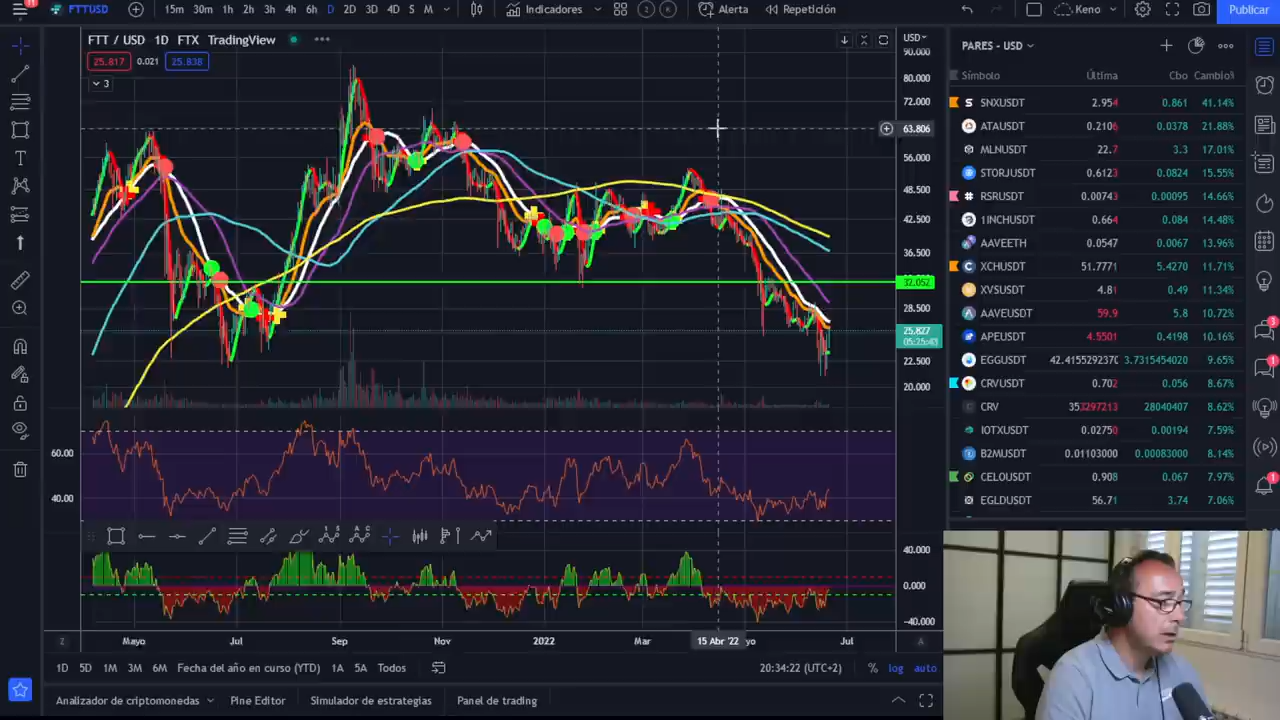 11
FTTUSD 15m 30m 1h 2h 3h 4h 6h D 2D 3D 4D S M Indicadores Alerta Repetición Keno Publicar
FTT / USD 1D FTX TradingView
25.817 0.021 25.838
3
USD
90.000
80.000
72.000
63.806
56.000
48.500
42.500
36.500
32.052
28.500
25.827
05:25:43
22.500
20.000
60.00
40.00
40.000
0.000
-40.000
Z Mayo Jul Sep Nov 2022 Mar 15 Abr '22 yo Jul A
1D 5D 1M 3M 6M Fecha del año en curso (YTD) 1A 5A Todos 20:34:22 (UTC+2) % log auto
Analizador de criptomonedas Pine Editor Simulador de estrategias Panel de trading
PARES - USD
Símbolo Última Cbo Cambio%
SNXUSDT 2.954 0.861 41.14%
ATAUSDT 0.2106 0.0378 21.88%
MLNUSDT 22.7 3.3 17.01%
STORJUSDT 0.6123 0.0824 15.55%
RSRUSDT 0.00743 0.00095 14.66%
1INCHUSDT 0.664 0.084 14.48%
AAVEETH 0.0547 0.0067 13.96%
XCHUSDT 51.7771 5.4270 11.71%
XVSUSDT 4.81 0.49 11.34%
AAVEUSDT 59.9 5.8 10.72%
APEUSDT 4.5501 0.4198 10.16%
EGGUSDT 42.4155292370 3.7315454020 9.65%
CRVUSDT 0.702 0.056 8.67%
CRV 353297213 28040407 8.62%
IOTXUSDT 0.02750 0.00194 7.59%
B2MUSDT 0.01103000 0.00083000 8.14%
CELOUSDT 0.908 0.067 7.97%
EGLDUSDT 56.71 3.74 7.06%